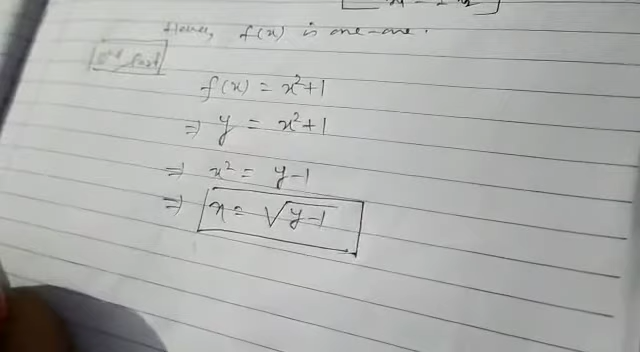 Hence, f(x) is one-one.
f(x) = x²+1
⇒ y = x²+1
⇒ x² = y-1
⇒ x = √y-1